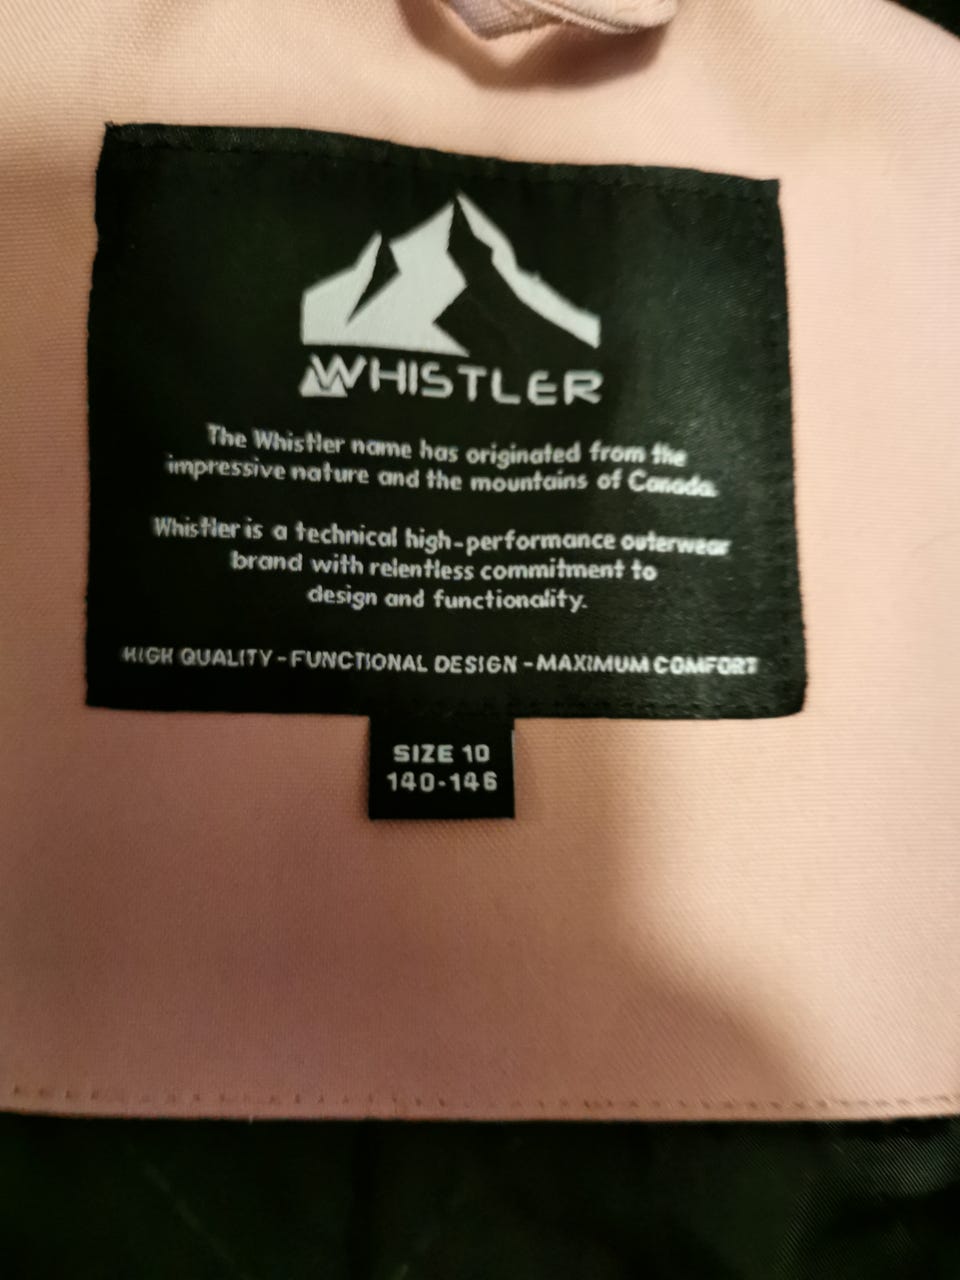 WHISTLER
The Whistler name has originated from the
impressive nature and the mountains of Canada.
Whistler is a technical high-performance outerwear
brand with relentless commitment to
design and functionality.
HIGH QUALITY - FUNCTIONAL DESIGN - MAXIMUM COMFORT
SIZE 10
140-146